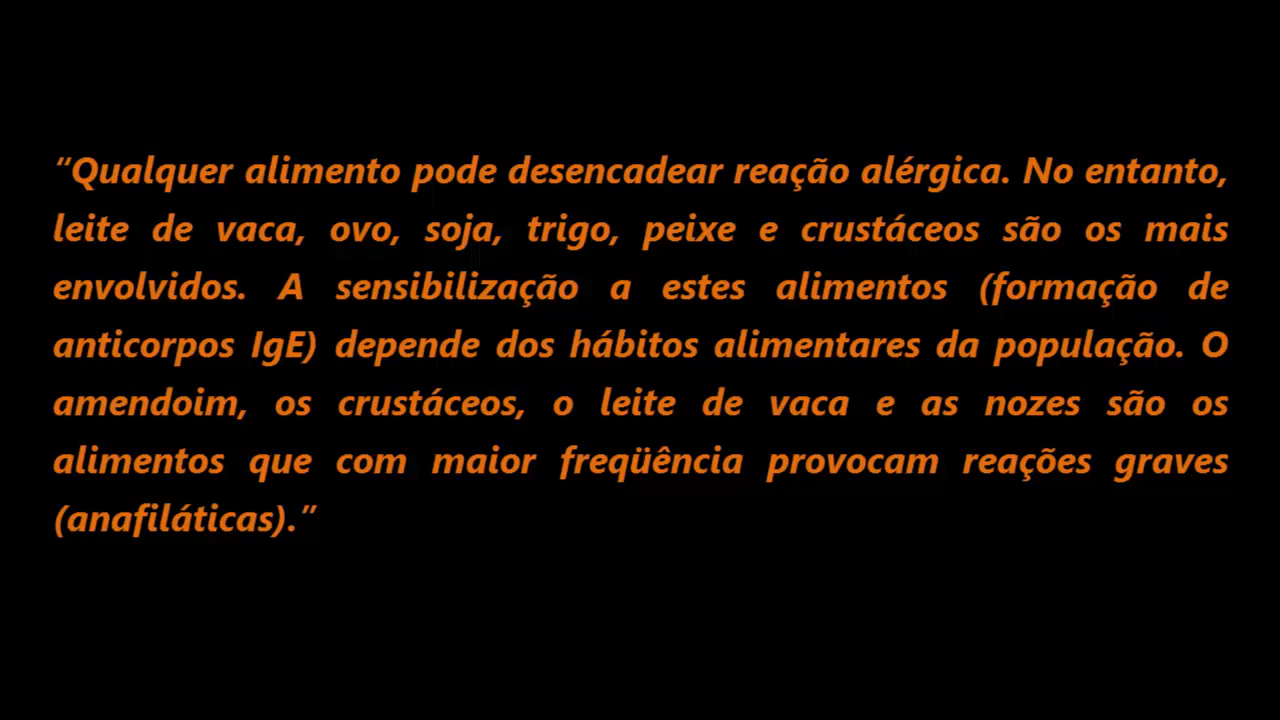 “Qualquer alimento pode desencadear reação alérgica. No entanto,
leite de vaca, ovo, soja, trigo, peixe e crustáceos são os mais
envolvidos. A sensibilização a estes alimentos (formação de
anticorpos IgE) depende dos hábitos alimentares da população. O
amendoim, os crustáceos, o leite de vaca e as nozes são os
alimentos que com maior freqüência provocam reações graves
(anafiláticas).”